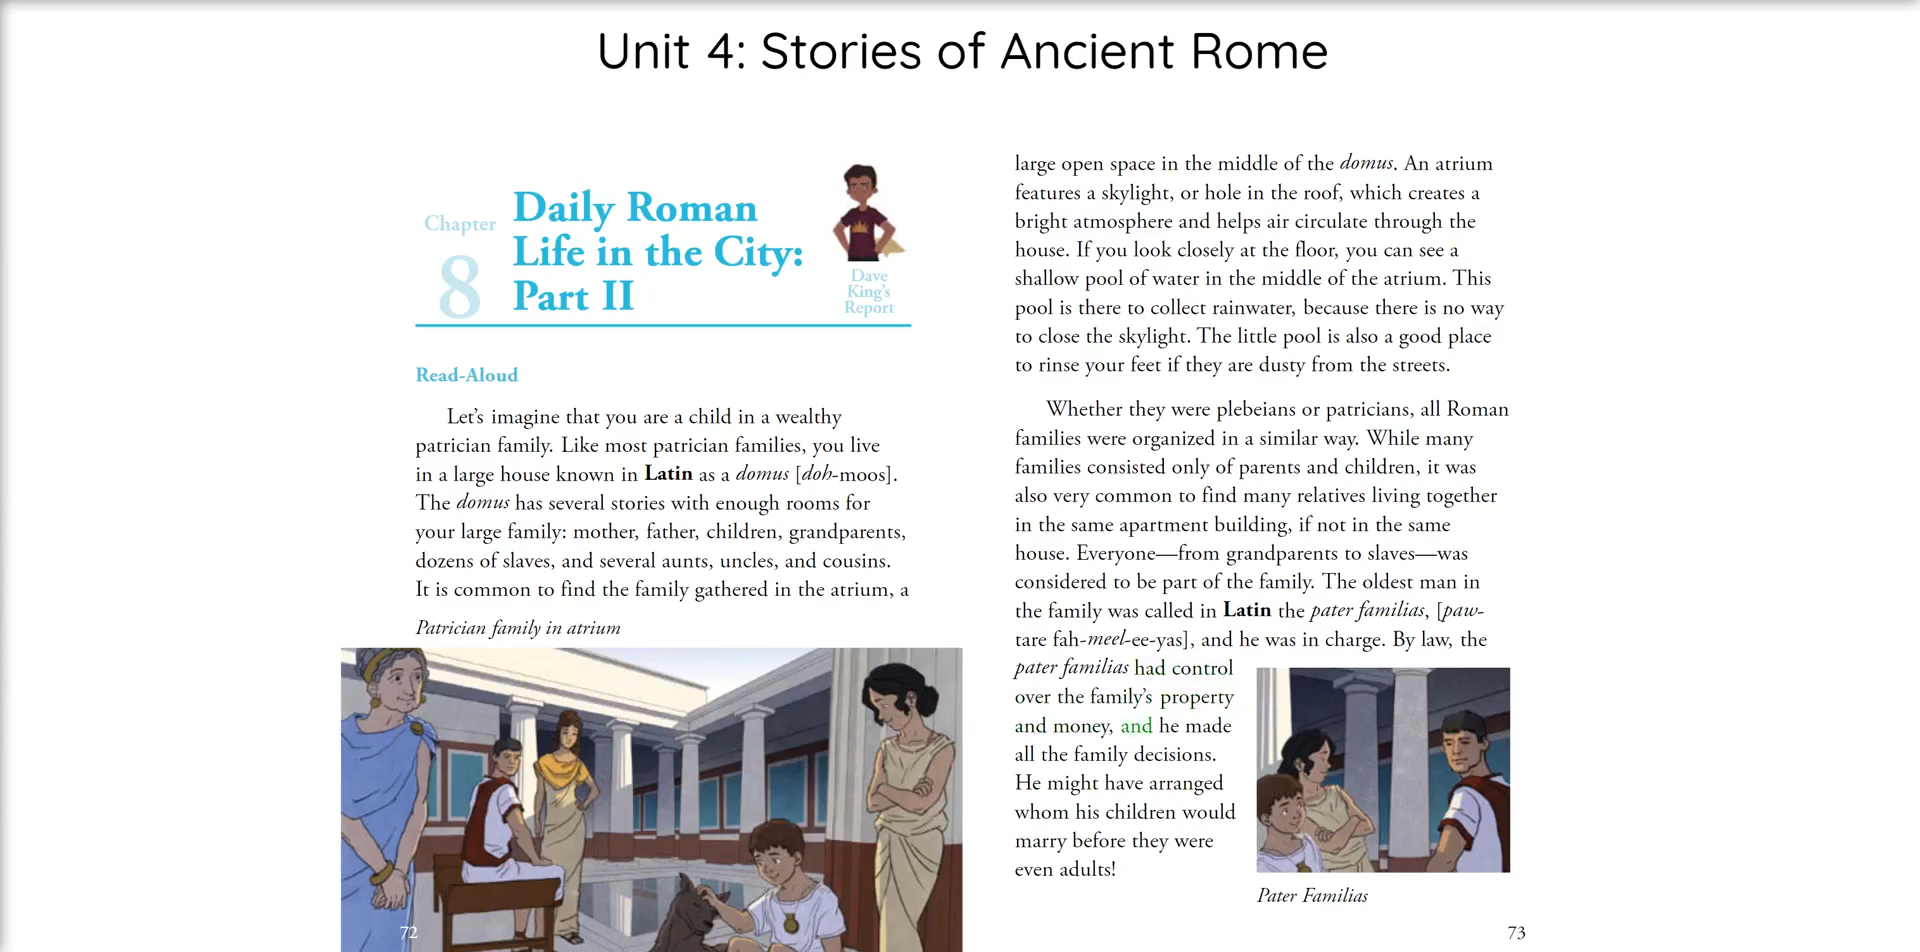 Unit 4: Stories of Ancient Rome
Chapter
8
Daily Roman
Life in the City:
Part II
Dave
King's
Report
Read-Aloud
Let's imagine that you are a child in a wealthy
patrician family. Like most patrician families, you live
in a large house known in Latin as a domus [doh-moos].
The domus has several stories with enough rooms for
your large family: mother, father, children, grandparents,
dozens of slaves, and several aunts, uncles, and cousins.
It is common to find the family gathered in the atrium, a
Patrician family in atrium
72
large open space in the middle of the domus. An atrium
features a skylight, or hole in the roof, which creates a
bright atmosphere and helps air circulate through the
house. If you look closely at the floor, you can see a
shallow pool of water in the middle of the atrium. This
pool is there to collect rainwater, because there is no way
to close the skylight. The little pool is also a good place
to rinse your feet if they are dusty from the streets.
Whether they were plebeians or patricians, all Roman
families were organized in a similar way. While many
families consisted only of parents and children, it was
also very common to find many relatives living together
in the same apartment building, if not in the same
house. Everyone—from grandparents to slaves—was
considered to be part of the family. The oldest man in
the family was called in Latin the pater familias, [paw-
tare fah-meel-ee-yas], and he was in charge. By law, the
pater familias had control
over the family's property
and money, and he made
all the family decisions.
He might have arranged
whom his children would
marry before they were
even adults!
Pater Familias
73